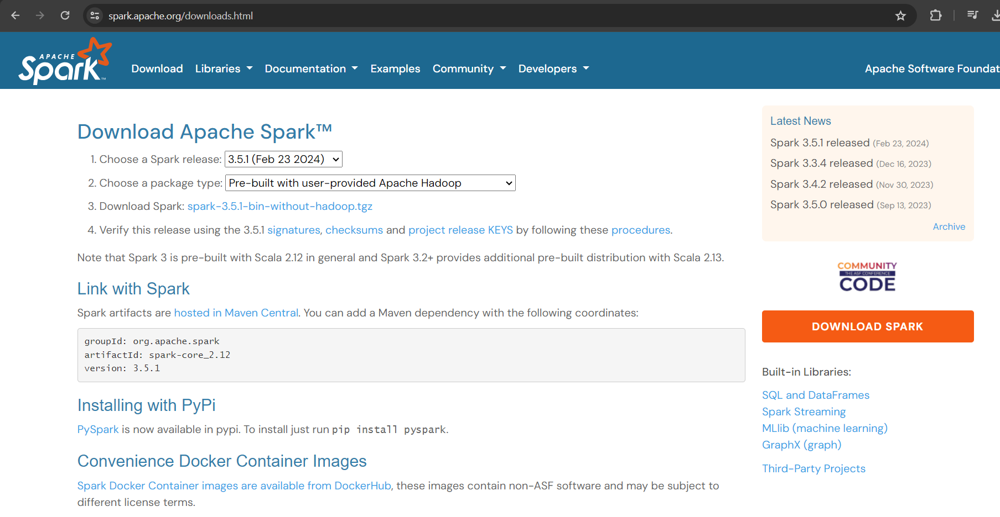 spark.apache.org/downloads.html
APACHE
Spark™
Download Libraries Documentation Examples Community Developers
Apache Software Foundat
Download Apache Spark™
1. Choose a Spark release: 3.5.1 (Feb 23 2024)
2. Choose a package type: Pre-built with user-provided Apache Hadoop
3. Download Spark: spark-3.5.1-bin-without-hadoop.tgz
4. Verify this release using the 3.5.1 signatures, checksums and project release KEYS by following these procedures.
Note that Spark 3 is pre-built with Scala 2.12 in general and Spark 3.2+ provides additional pre-built distribution with Scala 2.13.
Link with Spark
Spark artifacts are hosted in Maven Central. You can add a Maven dependency with the following coordinates:
groupId: org.apache.spark
artifactId: spark-core_2.12
version: 3.5.1
Installing with PyPi
PySpark is now available in pypi. To install just run pip install pyspark.
Convenience Docker Container Images
Spark Docker Container images are available from DockerHub, these images contain non-ASF software and may be subject to
different license terms.
Latest News
Spark 3.5.1 released (Feb 23, 2024)
Spark 3.3.4 released (Dec 16, 2023)
Spark 3.4.2 released (Nov 30, 2023)
Spark 3.5.0 released (Sep 13, 2023)
Archive
COMMUNITY
THE ASF CONFERENCE
CODE
DOWNLOAD SPARK
Built-in Libraries:
SQL and DataFrames
Spark Streaming
MLlib (machine learning)
GraphX (graph)
Third-Party Projects